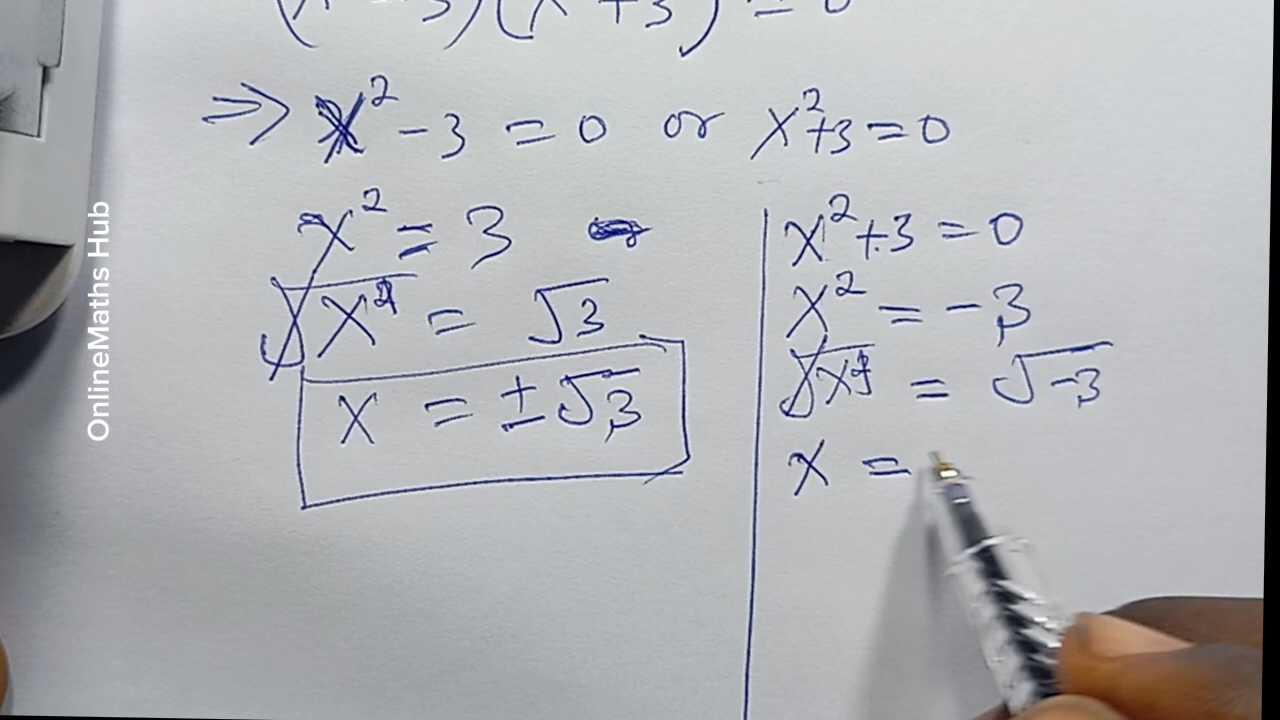 (x² - 3)(x² + 3) = 0
⇒ x² - 3 = 0 or x² + 3 = 0
x² = 3
√x² = √3
x = ±√3
x² + 3 = 0
x² = -3
√x² = √-3
x =
OnlineMaths Hub